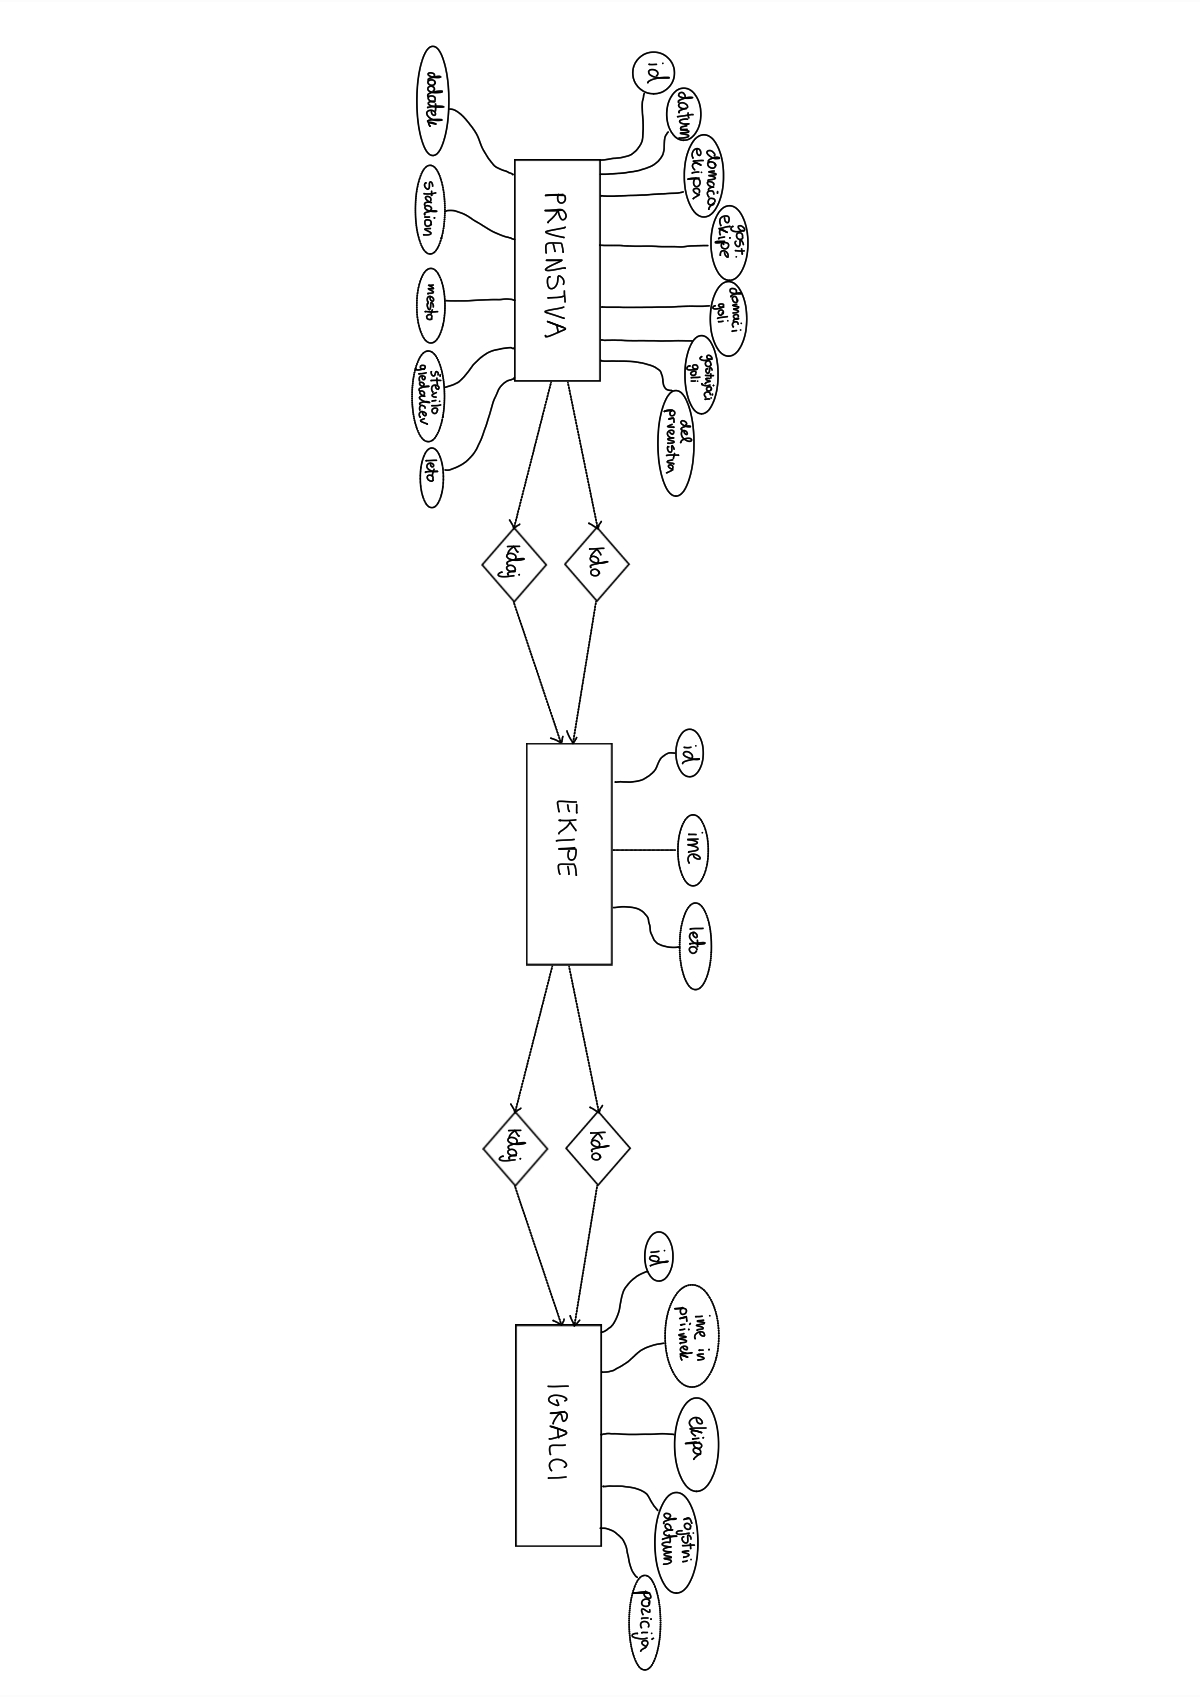 id
datum
domača
ekipa
gost.
ekipe
domači
goli
gostujoči
goli
del
prvenstva
PRVENSTVA
dodatek
stadion
mesto
število
gledalcev
leto
kdo
kdaj
id
ime
leto
EKIPE
kdo
kdaj
id
ime in
priimek
ekipa
rojstni
datum
pozicija
IGRALCI